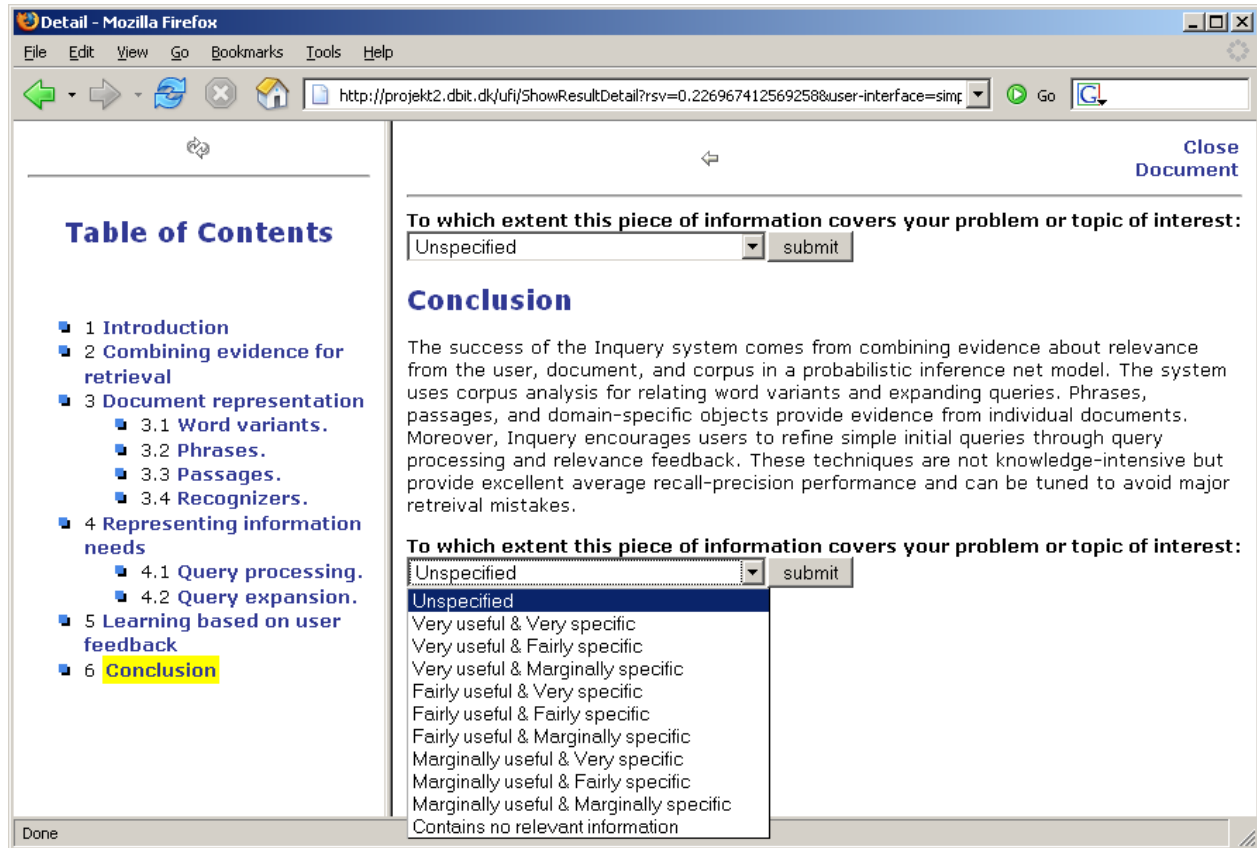 Detail - Mozilla Firefox
File Edit View Go Bookmarks Tools Help
http://projekt2.dbit.dk/ufi/ShowResultDetail?rsv=0.226967412569258&user-interface=simp
Go
G
Table of Contents
1 Introduction
2 Combining evidence for
retrieval
3 Document representation
3.1 Word variants.
3.2 Phrases.
3.3 Passages.
3.4 Recognizers.
4 Representing information
needs
4.1 Query processing.
4.2 Query expansion.
5 Learning based on user
feedback
6 Conclusion
Close
Document
To which extent this piece of information covers your problem or topic of interest:
Unspecified submit
Conclusion
The success of the Inquery system comes from combining evidence about relevance
from the user, document, and corpus in a probabilistic inference net model. The system
uses corpus analysis for relating word variants and expanding queries. Phrases,
passages, and domain-specific objects provide evidence from individual documents.
Moreover, Inquery encourages users to refine simple initial queries through query
processing and relevance feedback. These techniques are not knowledge-intensive but
provide excellent average recall-precision performance and can be tuned to avoid major
retreival mistakes.
To which extent this piece of information covers your problem or topic of interest:
Unspecified submit
Unspecified
Very useful & Very specific
Very useful & Fairly specific
Very useful & Marginally specific
Fairly useful & Very specific
Fairly useful & Fairly specific
Fairly useful & Marginally specific
Marginally useful & Very specific
Marginally useful & Fairly specific
Marginally useful & Marginally specific
Contains no relevant information
Done